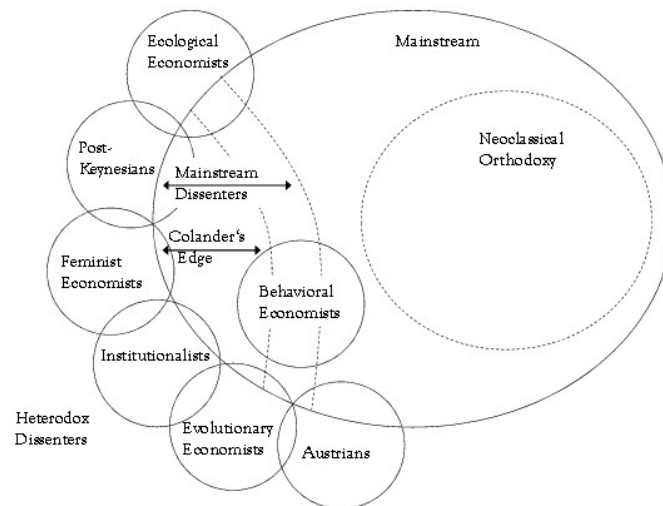 Ecological
Economists
Mainstream
Post-
Keynesians
Neoclassical
Orthodoxy
Mainstream
Dissenters
Colander's
Edge
Feminist
Economists
Behavioral
Economists
Institutionalists
Heterodox
Dissenters
Evolutionary
Economists
Austrians